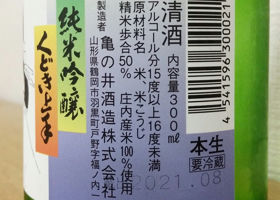 清酒
内容量300ml
アルコール分15度以上16度未満
原材料名 米 米こうじ
精米歩合50% 庄内産米100%使用
製造者
亀の井酒造株式会社
山形県鶴岡市羽黒町戸野字福ノ内一
純米吟醸
くどき上手
本生
要冷蔵
2021.08
4541596300021